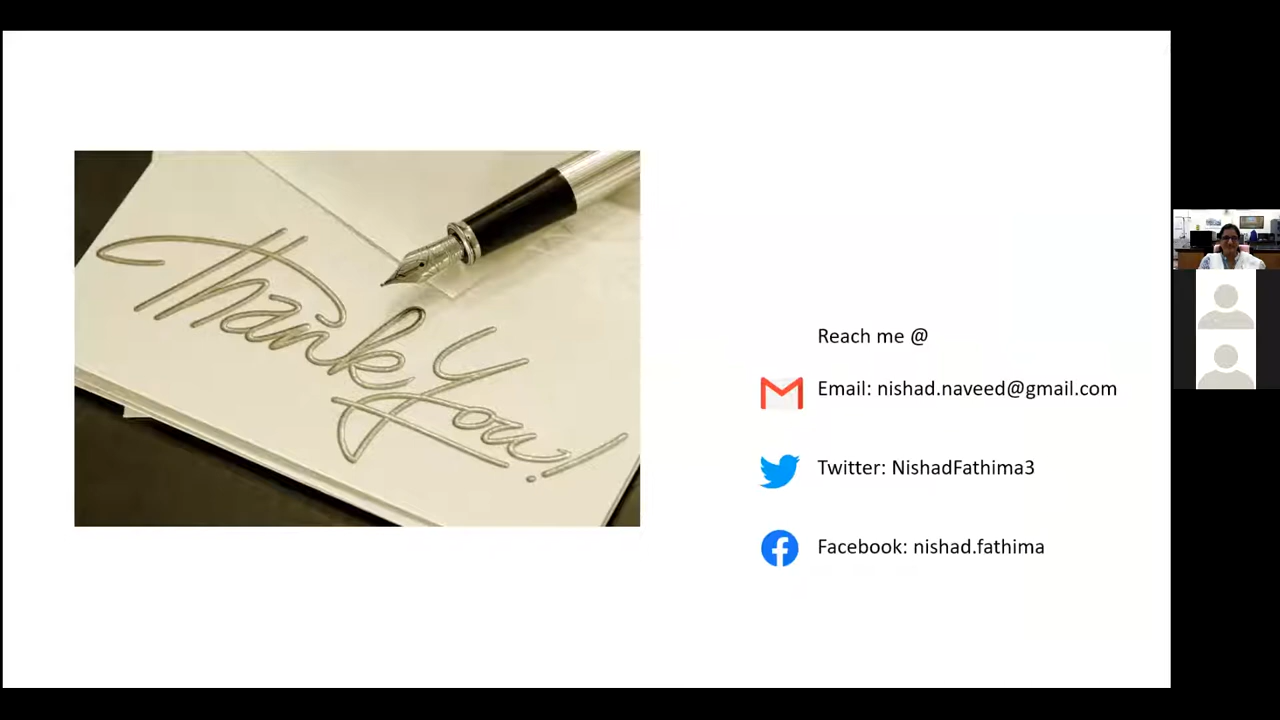 Thank You!
Reach me @
Email: nishad.naveed@gmail.com
Twitter: NishadFathima3
Facebook: nishad.fathima